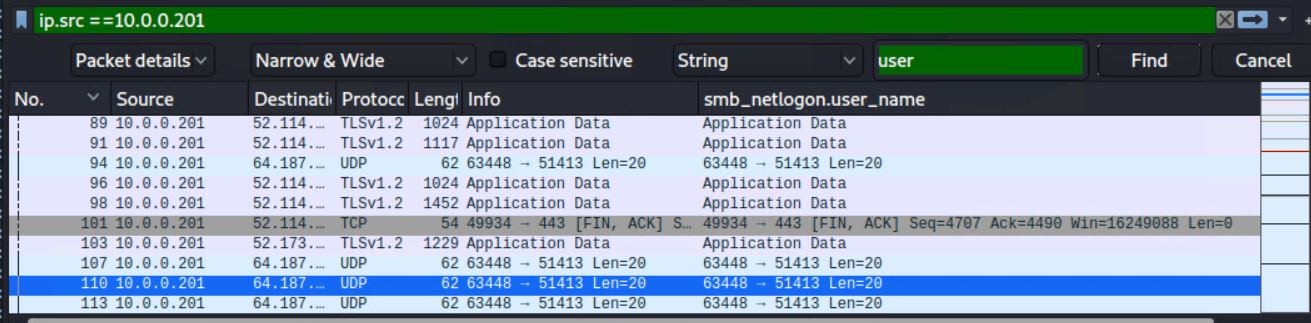 ip.src ==10.0.0.201
Packet details Narrow & Wide Case sensitive String user Find Cancel
No. Source Destinati Protocc Lengt Info smb_netlogon.user_name
89 10.0.0.201 52.114.… TLSv1.2 1024 Application Data Application Data
91 10.0.0.201 52.114.… TLSv1.2 1117 Application Data Application Data
94 10.0.0.201 64.187.… UDP 62 63448 → 51413 Len=20 63448 → 51413 Len=20
96 10.0.0.201 52.114.… TLSv1.2 1024 Application Data Application Data
98 10.0.0.201 52.114.… TLSv1.2 1452 Application Data Application Data
101 10.0.0.201 52.114.… TCP 54 49934 → 443 [FIN, ACK] S… 49934 → 443 [FIN, ACK] Seq=4707 Ack=4490 Win=16249088 Len=0
103 10.0.0.201 52.173.… TLSv1.2 1229 Application Data Application Data
107 10.0.0.201 64.187.… UDP 62 63448 → 51413 Len=20 63448 → 51413 Len=20
110 10.0.0.201 64.187.… UDP 62 63448 → 51413 Len=20 63448 → 51413 Len=20
113 10.0.0.201 64.187.… UDP 62 63448 → 51413 Len=20 63448 → 51413 Len=20